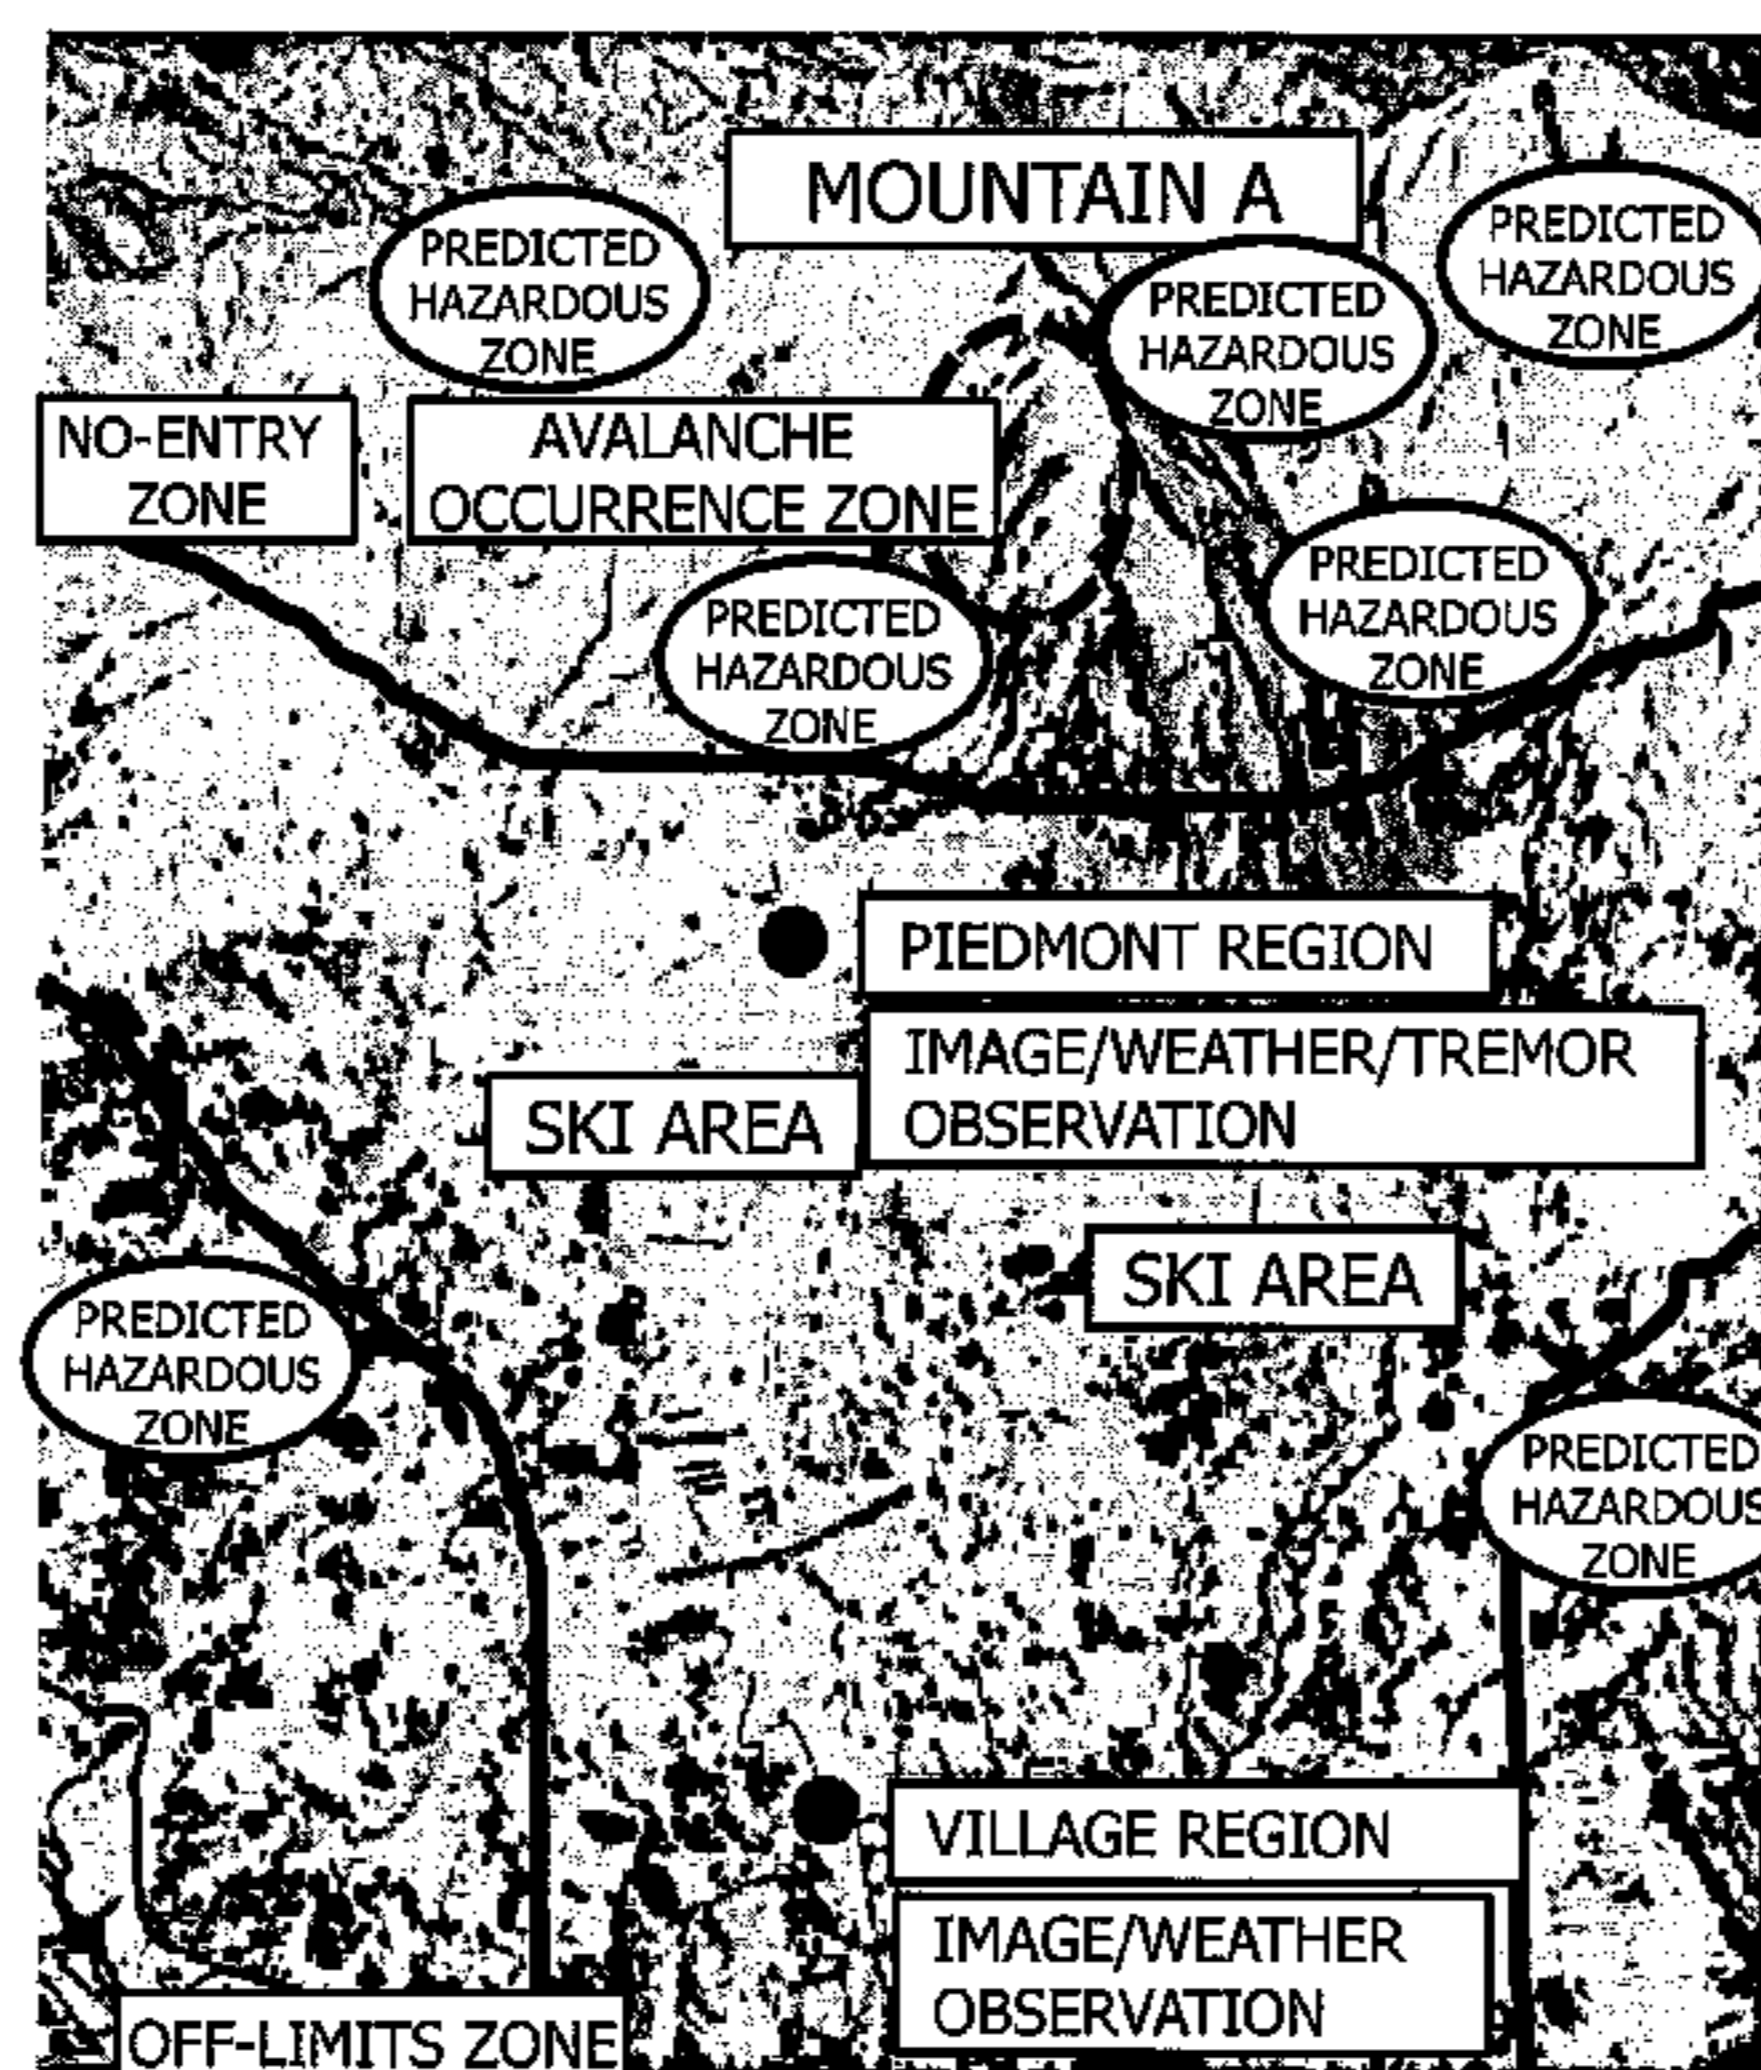 MOUNTAIN A
PREDICTED
HAZARDOUS
ZONE
PREDICTED
HAZARDOUS
ZONE
PREDICTED
HAZARDOUS
ZONE
NO-ENTRY
ZONE
AVALANCHE
OCCURRENCE ZONE
PREDICTED
HAZARDOUS
ZONE
PREDICTED
HAZARDOUS
ZONE
PIEDMONT REGION
IMAGE/WEATHER/TREMOR
OBSERVATION
SKI AREA
SKI AREA
PREDICTED
HAZARDOUS
ZONE
PREDICTED
HAZARDOUS
ZONE
VILLAGE REGION
IMAGE/WEATHER
OBSERVATION
OFF-LIMITS ZONE